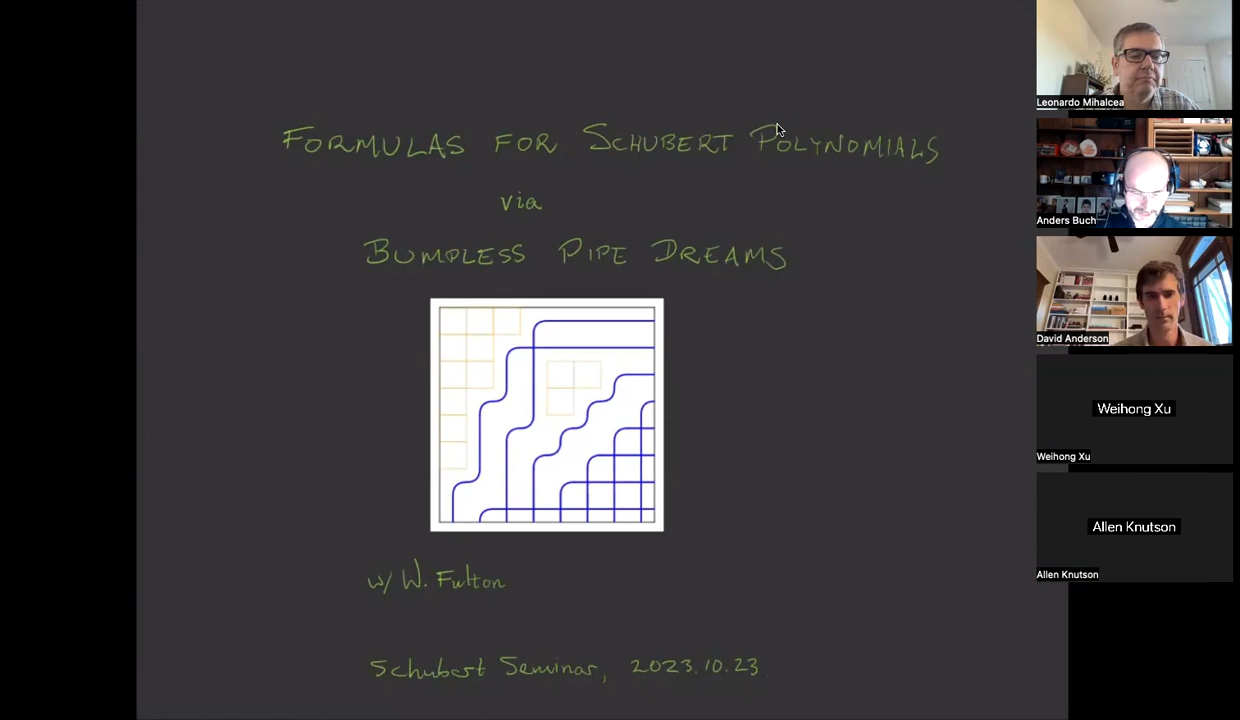 FORMULAS FOR SCHUBERT POLYNOMIALS
via
BUMPLESS PIPE DREAMS
w/ W. Fulton
Schubert Seminar, 2023.10.23
Leonardo Mihalcea
Anders Buch
David Anderson
Weihong Xu
Weihong Xu
Allen Knutson
Allen Knutson